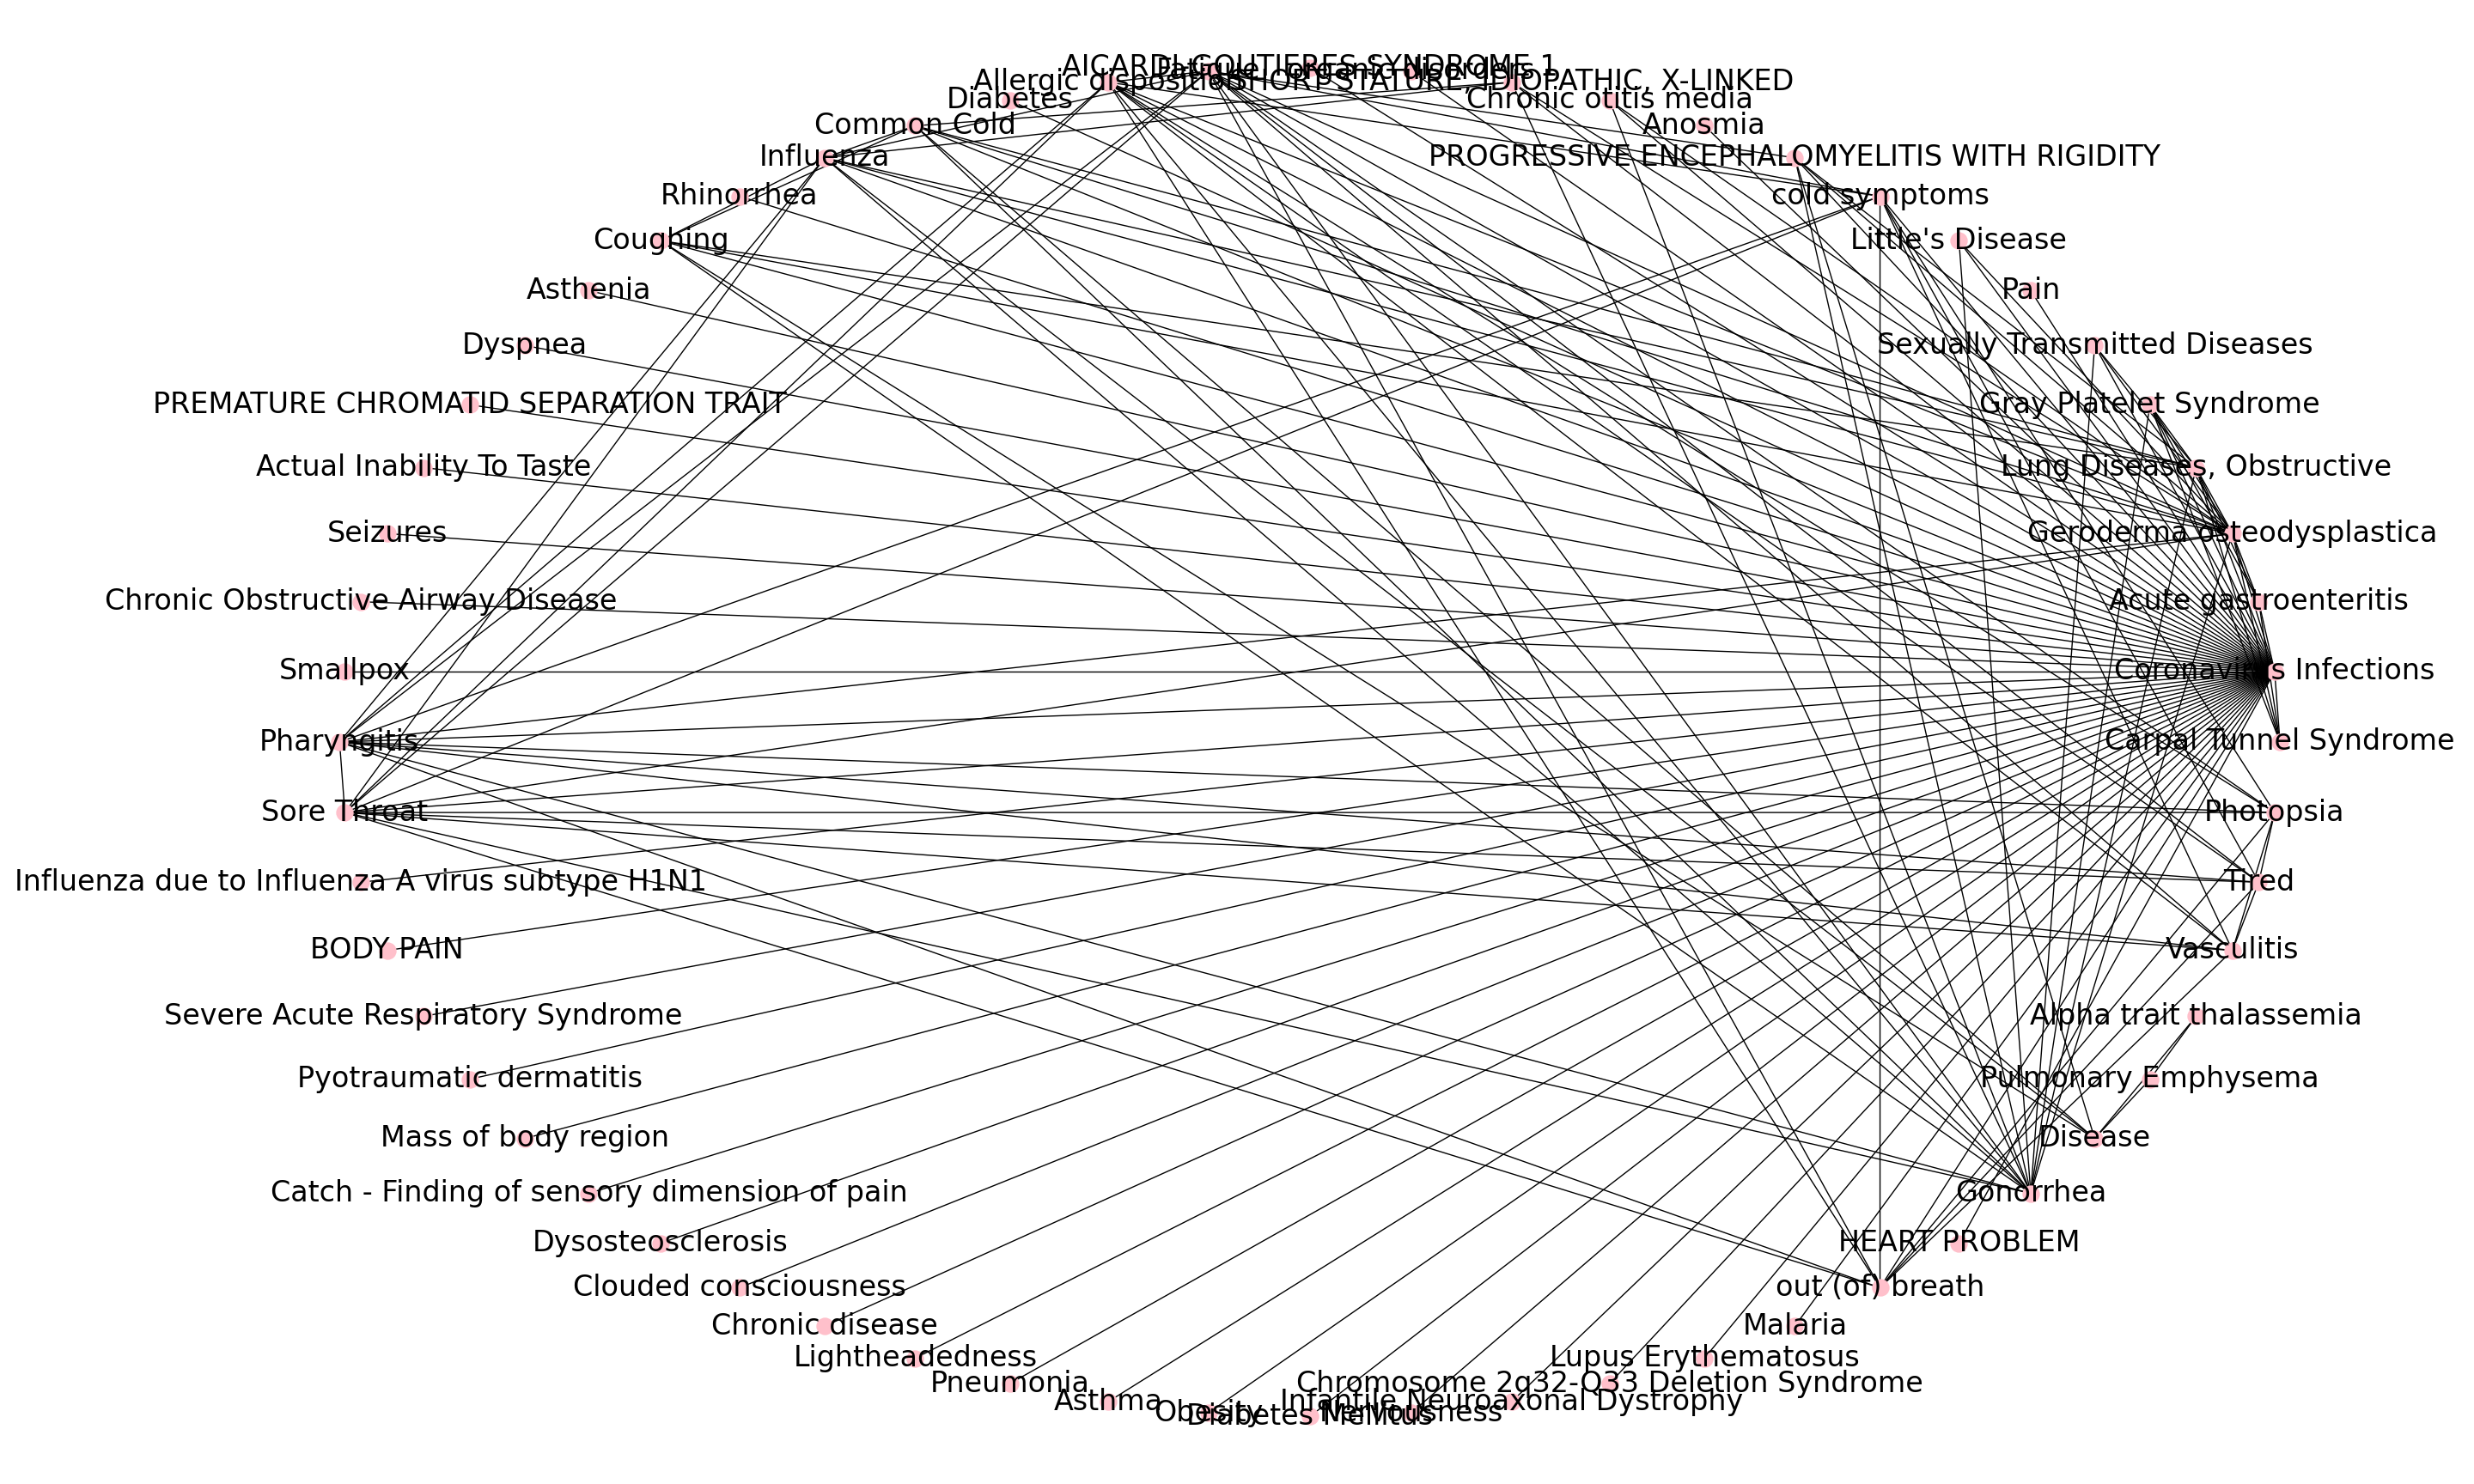 AICARDI-GOUTIERES SYNDROME 1
Fatigue
organic disorders
Allergic disposition
SHORT STATURE, IDIOPATHIC, X-LINKED
Diabetes
Chronic otitis media
Common Cold
Anosmia
Influenza
PROGRESSIVE ENCEPHALOMYELITIS WITH RIGIDITY
Rhinorrhea
cold symptoms
Coughing
Little's Disease
Asthenia
Pain
Dyspnea
Sexually Transmitted Diseases
PREMATURE CHROMATID SEPARATION TRAIT
Gray Platelet Syndrome
Actual Inability To Taste
Lung Diseases, Obstructive
Seizures
Geroderma osteodysplastica
Chronic Obstructive Airway Disease
Acute gastroenteritis
Smallpox
Coronavirus Infections
Pharyngitis
Carpal Tunnel Syndrome
Sore Throat
Photopsia
Influenza due to Influenza A virus subtype H1N1
Tired
BODY PAIN
Vasculitis
Severe Acute Respiratory Syndrome
Alpha trait thalassemia
Pyotraumatic dermatitis
Pulmonary Emphysema
Mass of body region
Disease
Catch - Finding of sensory dimension of pain
Gonorrhea
Dysosteosclerosis
HEART PROBLEM
Clouded consciousness
out (of) breath
Chronic disease
Malaria
Lightheadedness
Lupus Erythematosus
Pneumonia
Chromosome 2q32-Q33 Deletion Syndrome
Asthma
Infantile Neuroaxonal Dystrophy
Obesity
Diabetes Mellitus
Nervousness